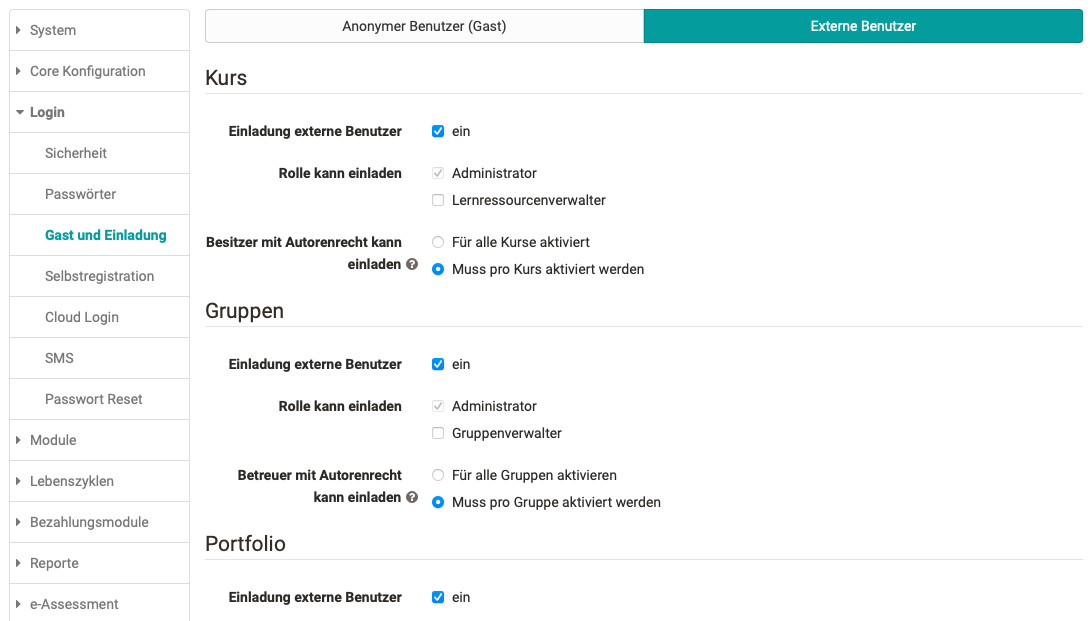 System
Core Konfiguration
Login
Sicherheit
Passwörter
Gast und Einladung
Selbstregistration
Cloud Login
SMS
Passwort Reset
Module
Lebenszyklen
Bezahlungsmodule
Reporte
e-Assessment
Anonymer Benutzer (Gast)
Externe Benutzer
Kurs
Einladung externe Benutzer
ein
Rolle kann einladen
Administrator
Lernressourcenverwalter
Besitzer mit Autorenrecht kann
einladen ?
Für alle Kurse aktiviert
Muss pro Kurs aktiviert werden
Gruppen
Einladung externe Benutzer
ein
Rolle kann einladen
Administrator
Gruppenverwalter
Betreuer mit Autorenrecht
kann einladen ?
Für alle Gruppen aktivieren
Muss pro Gruppe aktiviert werden
Portfolio
Einladung externe Benutzer
ein